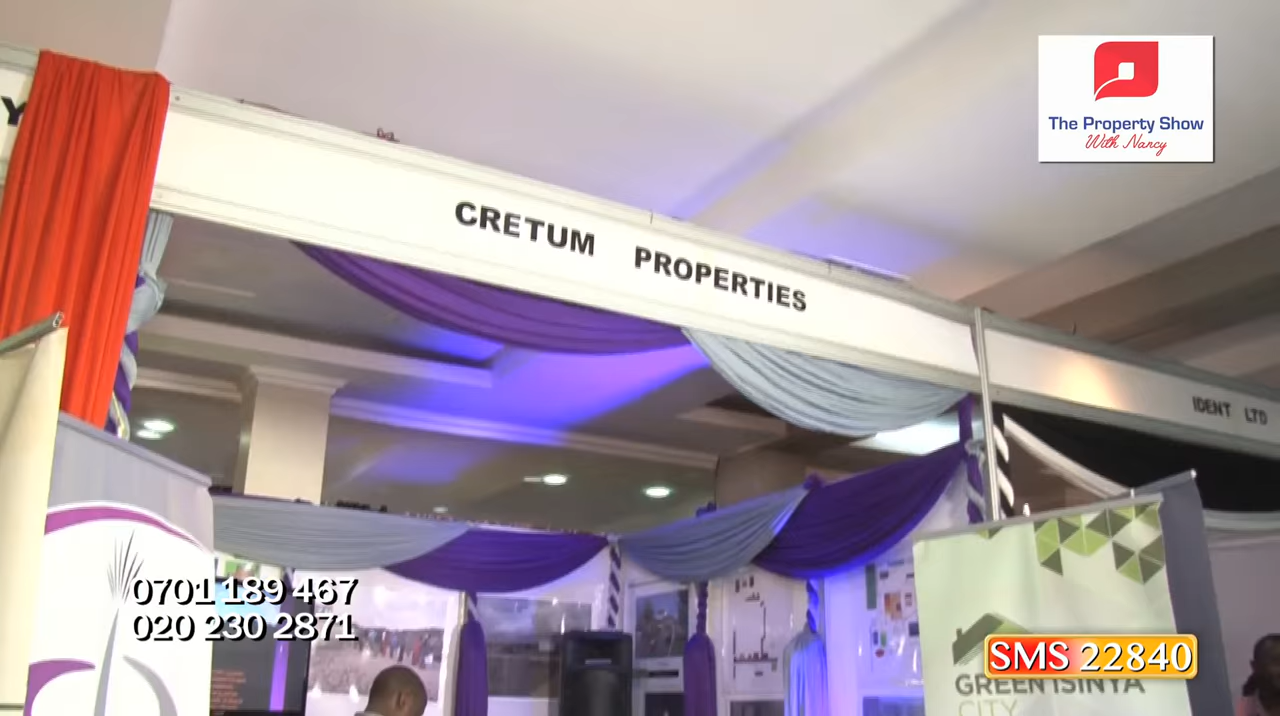 Y
The Property Show
With Nancy
CRETUM PROPERTIES
IDENT LTD
0701 189 467
020 230 2871
SMS 22840
GREEN ISINYA
CITY